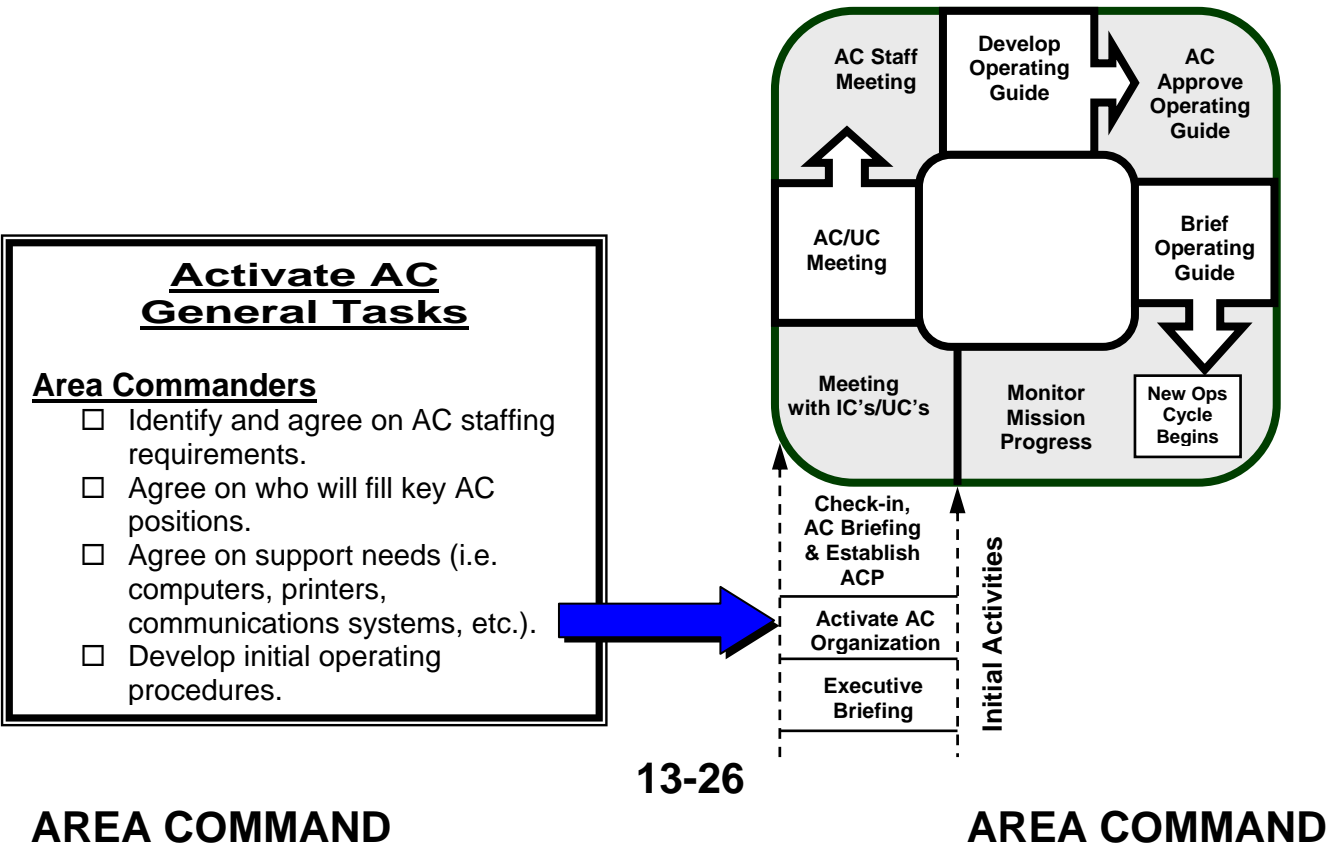 Activate AC
General Tasks
Area Commanders
☐ Identify and agree on AC staffing
requirements.
☐ Agree on who will fill key AC
positions.
☐ Agree on support needs (i.e.
computers, printers,
communications systems, etc.).
☐ Develop initial operating
procedures.
AC Staff
Meeting
Develop
Operating
Guide
AC
Approve
Operating
Guide
AC/UC
Meeting
Brief
Operating
Guide
Meeting
with IC’s/UC’s
Monitor
Mission
Progress
New Ops
Cycle
Begins
Check-in,
AC Briefing
& Establish
ACP
Activate AC
Organization
Executive
Briefing
Initial Activities
13-26
AREA COMMAND
AREA COMMAND